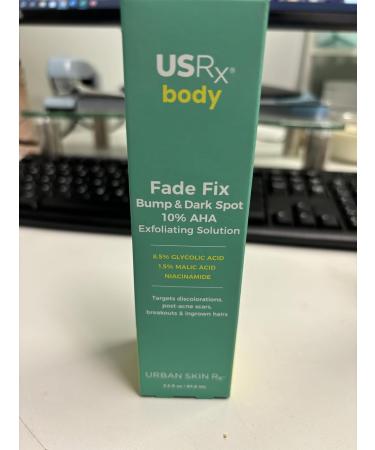 USRx®
body
Fade Fix
Bump & Dark Spot
10% AHA
Exfoliating Solution
8.5% GLYCOLIC ACID
1.5% MALIC ACID
NIACINAMIDE
Targets discolorations,
post-acne scars,
breakouts & ingrown hairs
URBAN SKIN Rx®